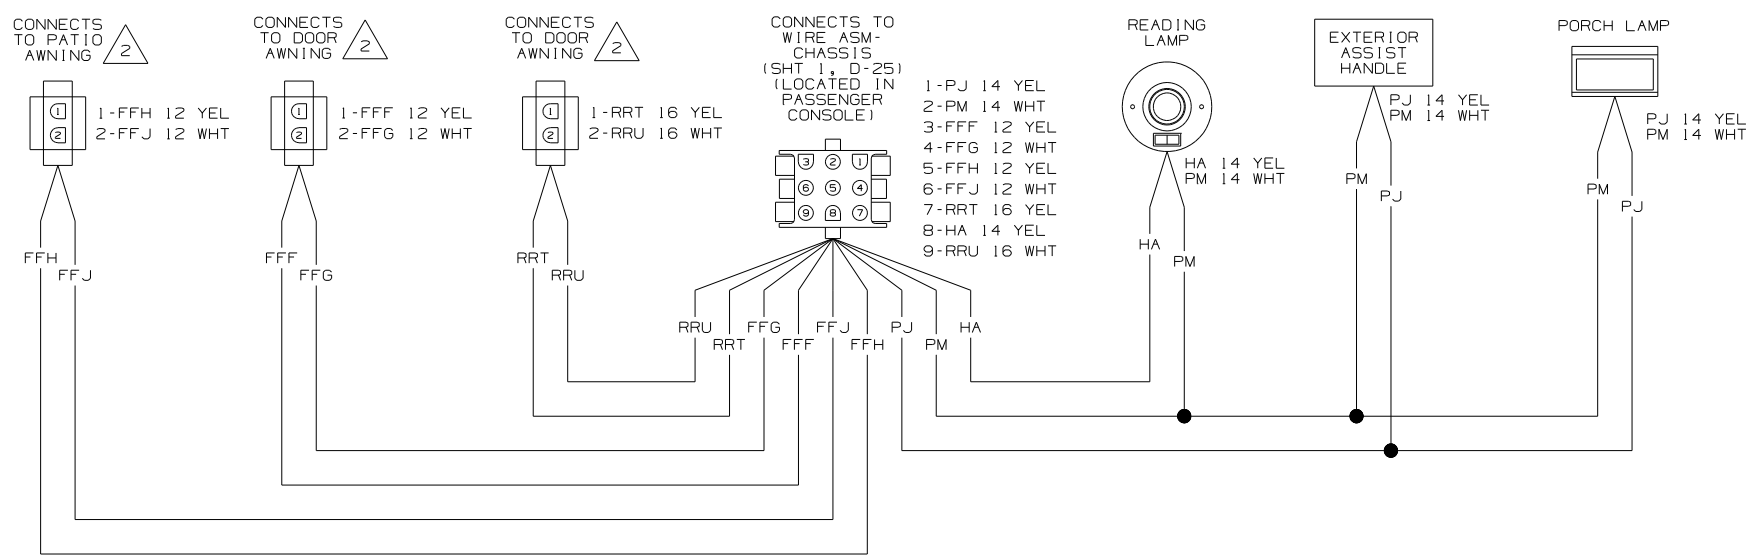 CONNECTS
TO PATIO
AWNING
2
1
2
1-FFH 12 YEL
2-FFJ 12 WHT
FFH
FFJ
CONNECTS
TO DOOR
AWNING
2
1
2
1-FFF 12 YEL
2-FFG 12 WHT
FFF
FFG
CONNECTS
TO DOOR
AWNING
2
1
2
1-RRT 16 YEL
2-RRU 16 WHT
RRT
RRU
CONNECTS TO
WIRE ASM-
CHASSIS
(SHT 1, D-25)
(LOCATED IN
PASSENGER
CONSOLE)
3 2 1
6 5 4
9 8 7
1-PJ 14 YEL
2-PM 14 WHT
3-FFF 12 YEL
4-FFG 12 WHT
5-FFH 12 YEL
6-FFJ 12 WHT
7-RRT 16 YEL
8-HA 14 YEL
9-RRU 16 WHT
RRU
RRT
FFG
FFF
FFJ
FFH
PJ
PM
HA
READING
LAMP
HA 14 YEL
PM 14 WHT
HA
PM
EXTERIOR
ASSIST
HANDLE
PJ 14 YEL
PM 14 WHT
PM
PJ
PORCH LAMP
PJ 14 YEL
PM 14 WHT
PM
PJ